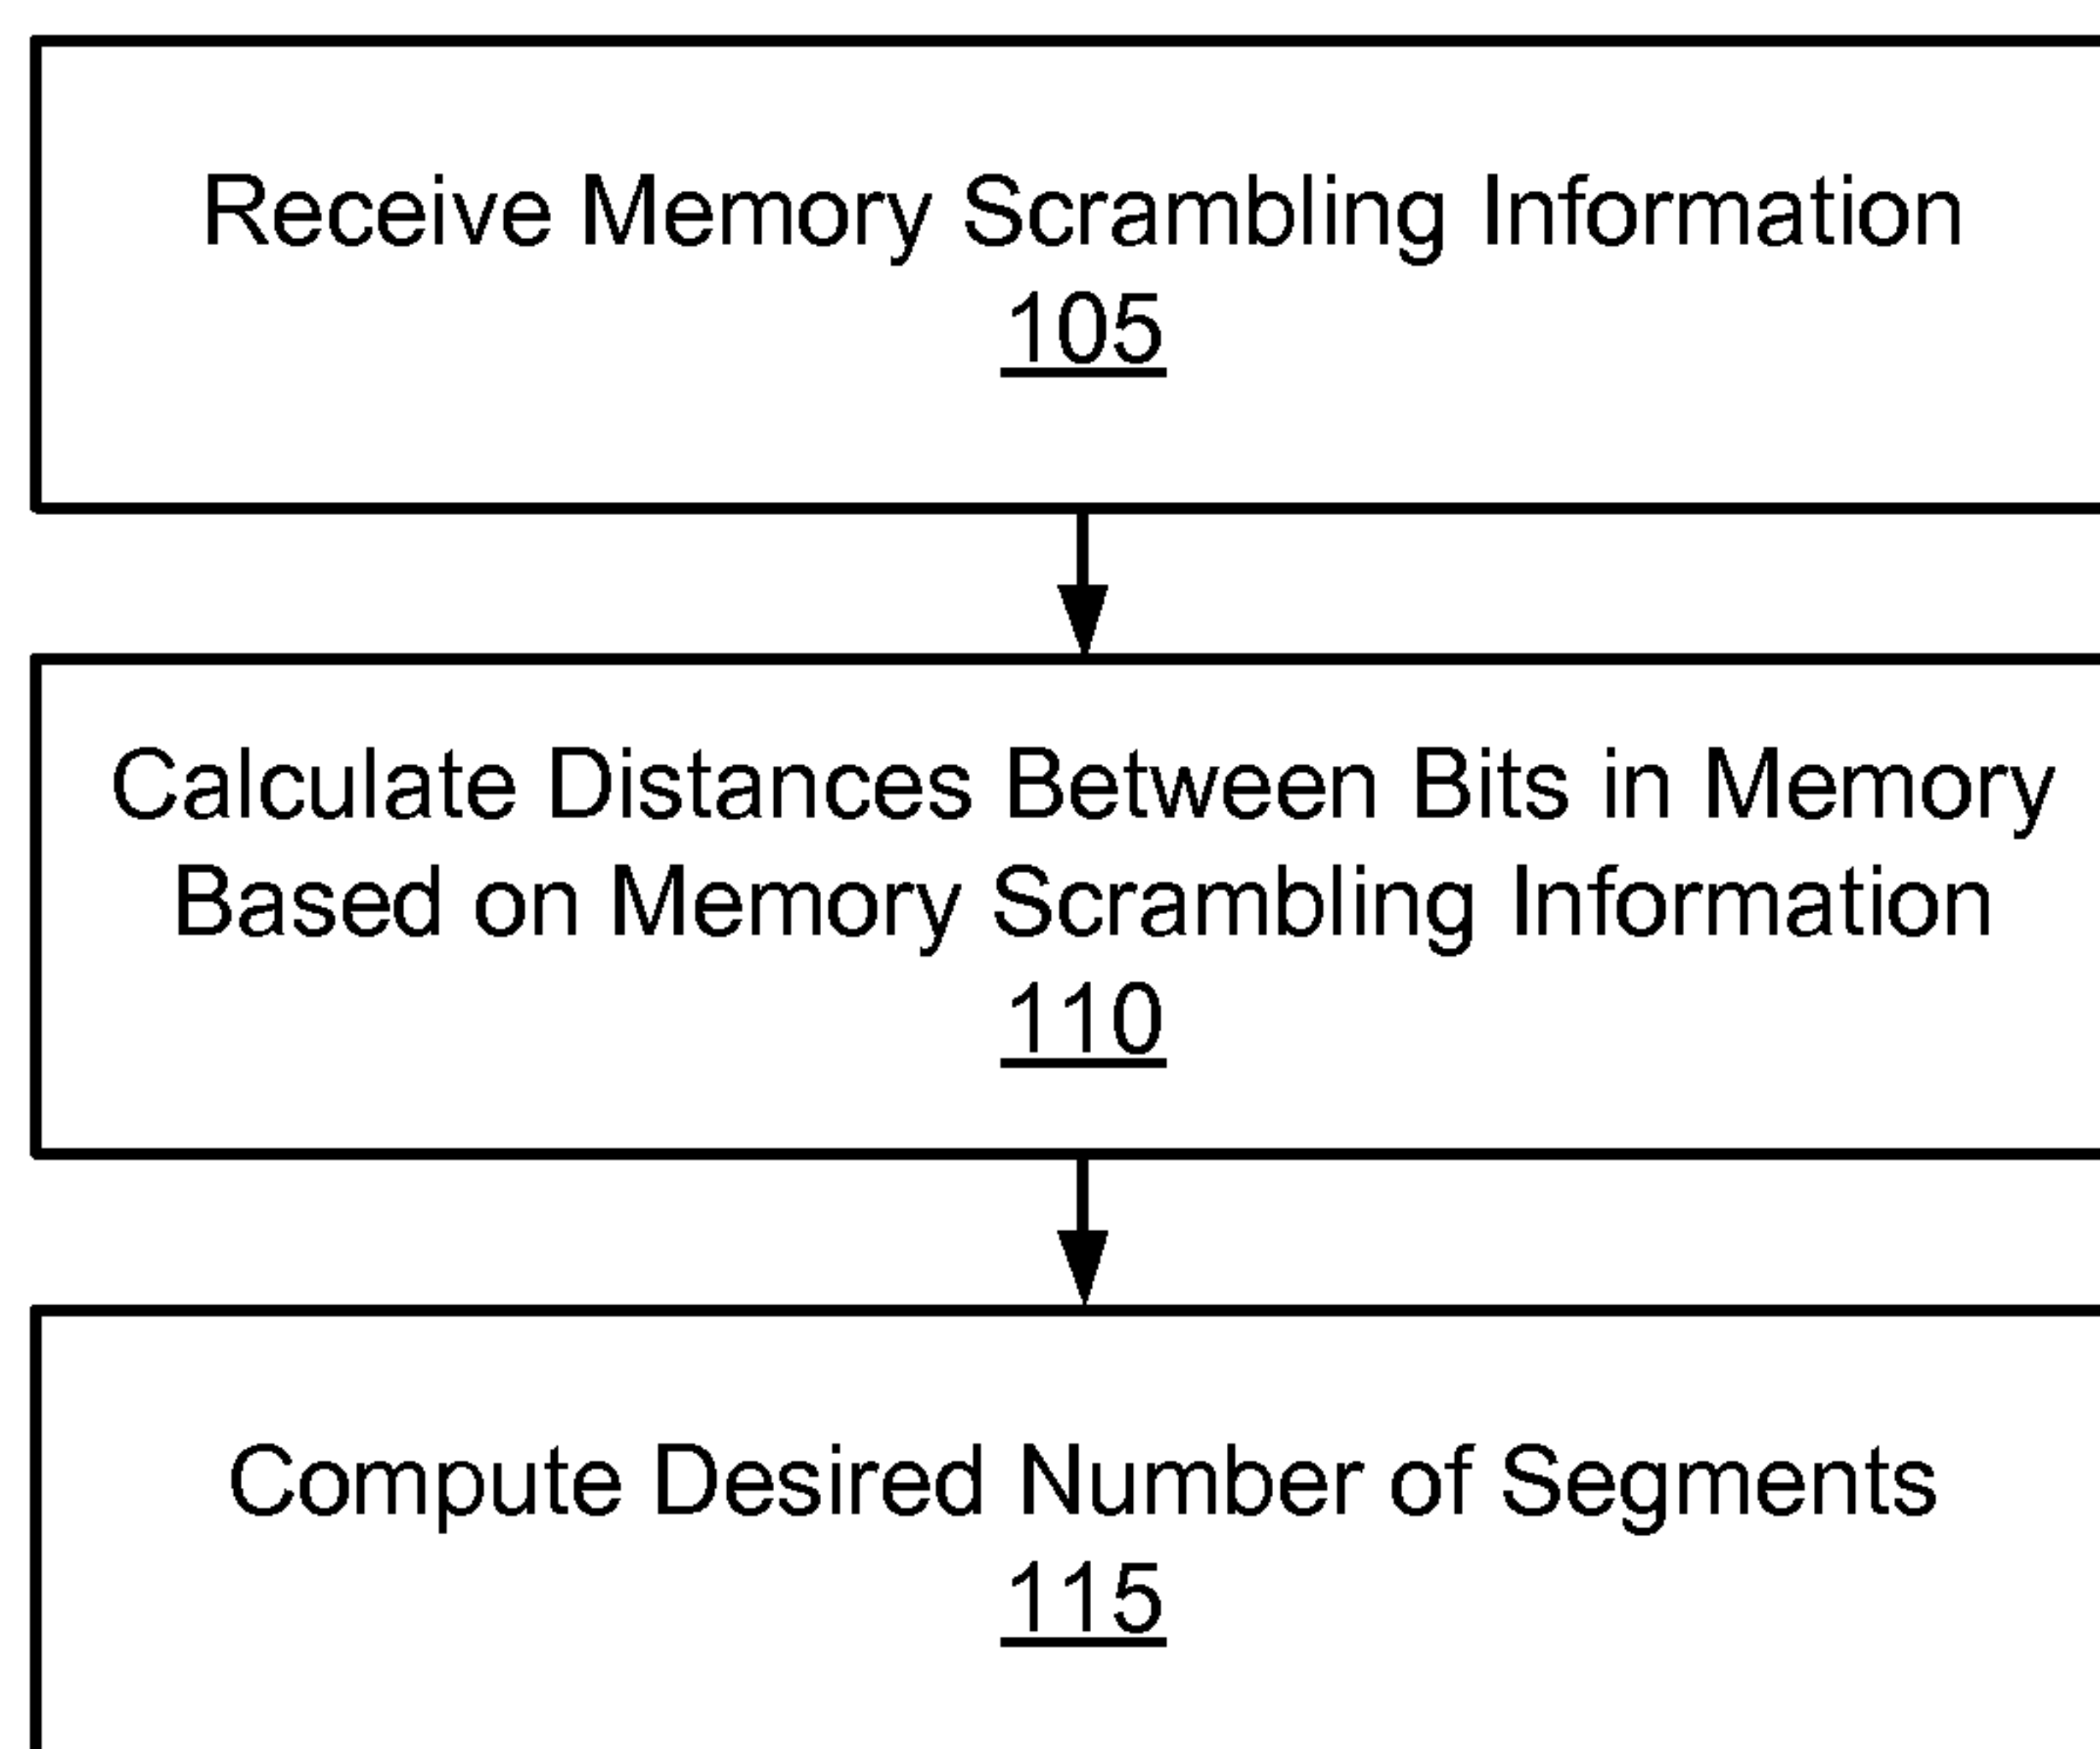 Receive Memory Scrambling Information
105
Calculate Distances Between Bits in Memory
Based on Memory Scrambling Information
110
Compute Desired Number of Segments
115